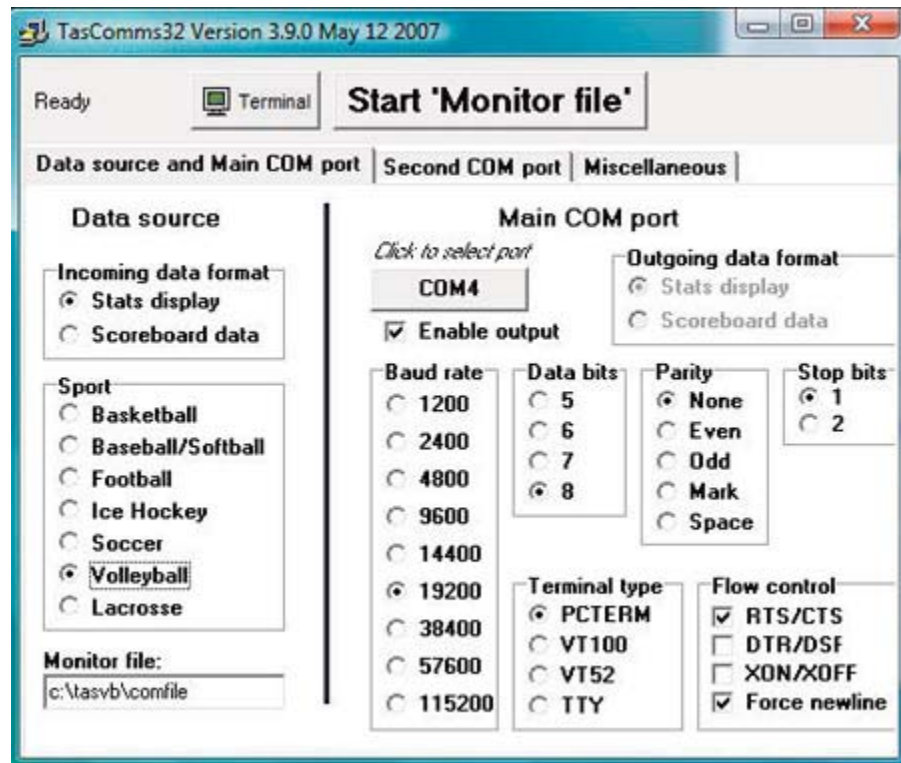 TasComms32 Version 3.9.0 May 12 2007
Ready
Terminal
Start 'Monitor file'
Data source and Main COM port
Second COM port
Miscellaneous
Data source
Incoming data format
Stats display
Scoreboard data
Sport
Basketball
Baseball/Softball
Football
Ice Hockey
Soccer
Volleyball
Lacrosse
Monitor file:
c:\tasvb\comfile
Main COM port
Click to select port
COM4
Enable output
Outgoing data format
Stats display
Scoreboard data
Baud rate
1200
2400
4800
9600
14400
19200
38400
57600
115200
Data bits
5
6
7
8
Parity
None
Even
Odd
Mark
Space
Stop bits
1
2
Terminal type
PCTERM
VT100
VT52
TTY
Flow control
RTS/CTS
DTR/DSF
XON/XOFF
Force newline